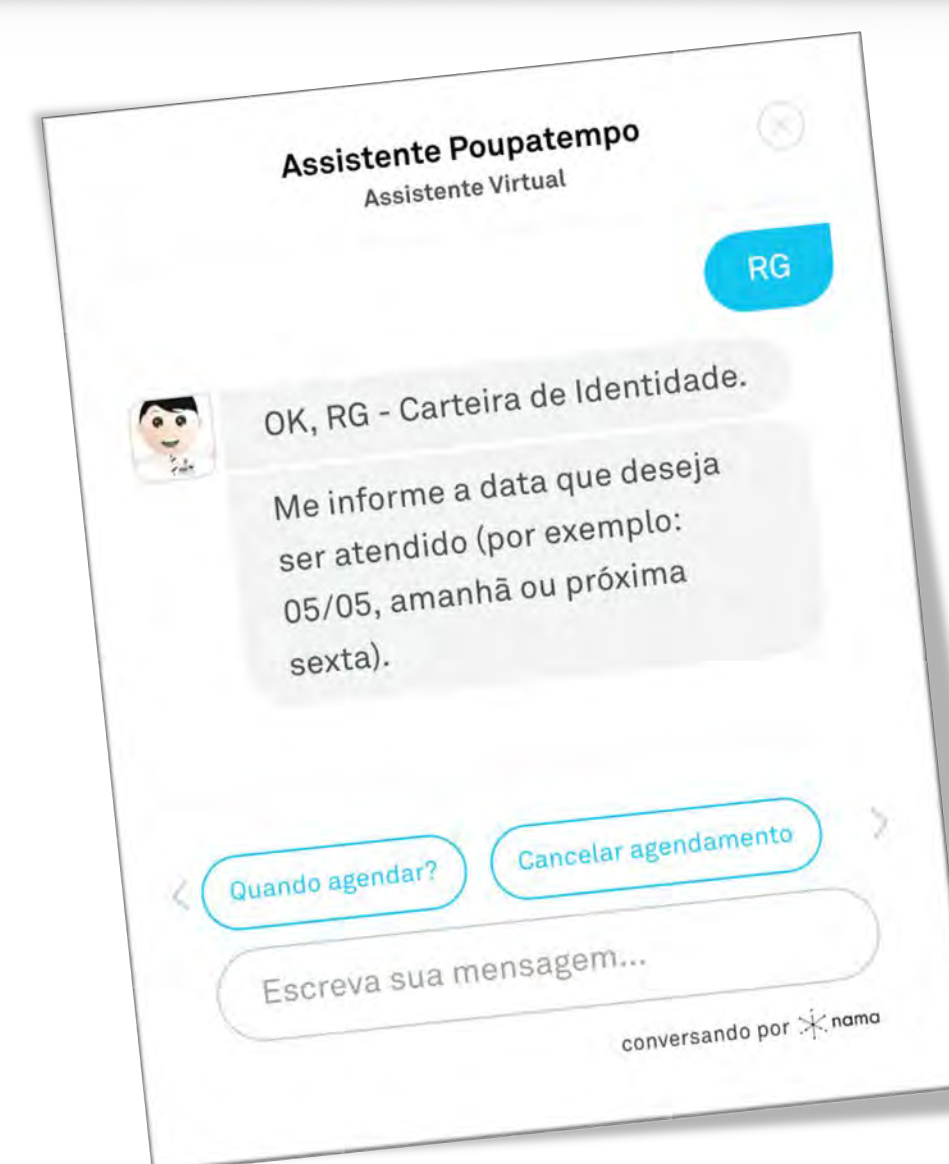 Assistente Poupatempo
Assistente Virtual
RG
OK, RG - Carteira de Identidade.
Me informe a data que deseja
ser atendido (por exemplo:
05/05, amanhã ou próxima
sexta).
Quando agendar?
Cancelar agendamento
Escreva sua mensagem...
conversando por nama